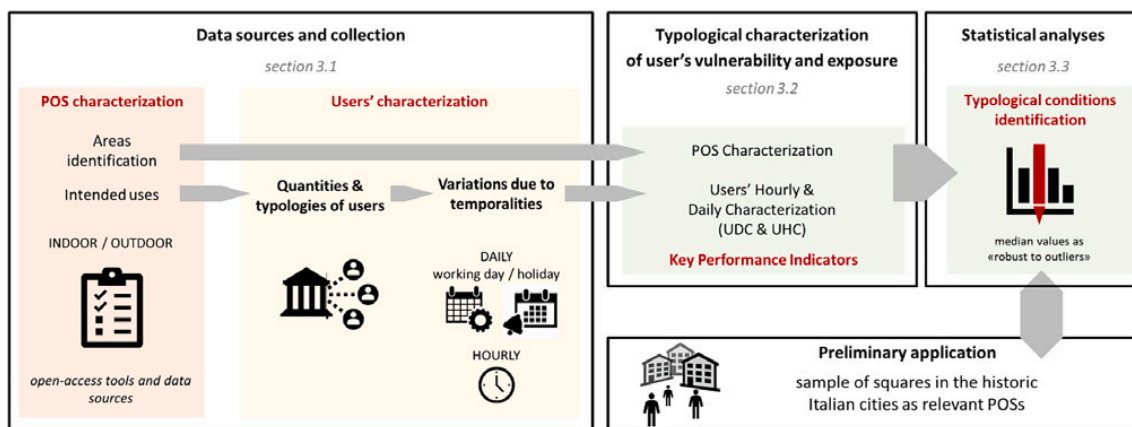 Data sources and collection
section 3.1
POS characterization
Areas
identification
Intended uses
INDOOR / OUTDOOR
open-access tools and data
sources
Users' characterization
Quantities &
typologies of users
Variations due to
temporalities
DAILY
working day / holiday
HOURLY
Typological characterization
of user's vulnerability and exposure
section 3.2
POS Characterization
Users' Hourly &
Daily Characterization
(UDC & UHC)
Key Performance Indicators
Statistical analyses
section 3.3
Typological conditions
identification
median values as
«robust to outliers»
Preliminary application
sample of squares in the historic
Italian cities as relevant POSs